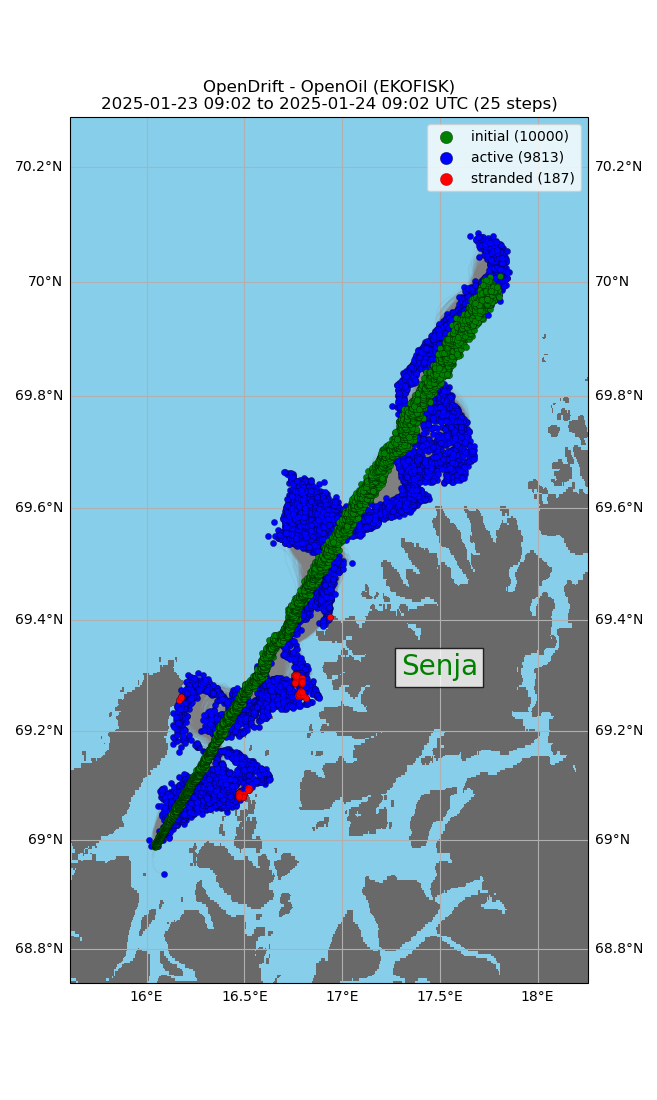 OpenDrift - OpenOil (EKOFISK)
2025-01-23 09:02 to 2025-01-24 09:02 UTC (25 steps)
initial (10000)
active (9813)
stranded (187)
70.2°N 70.2°N
70°N 70°N
69.8°N 69.8°N
69.6°N 69.6°N
69.4°N 69.4°N
Senja
69.2°N 69.2°N
69°N 69°N
68.8°N 68.8°N
16°E 16.5°E 17°E 17.5°E 18°E